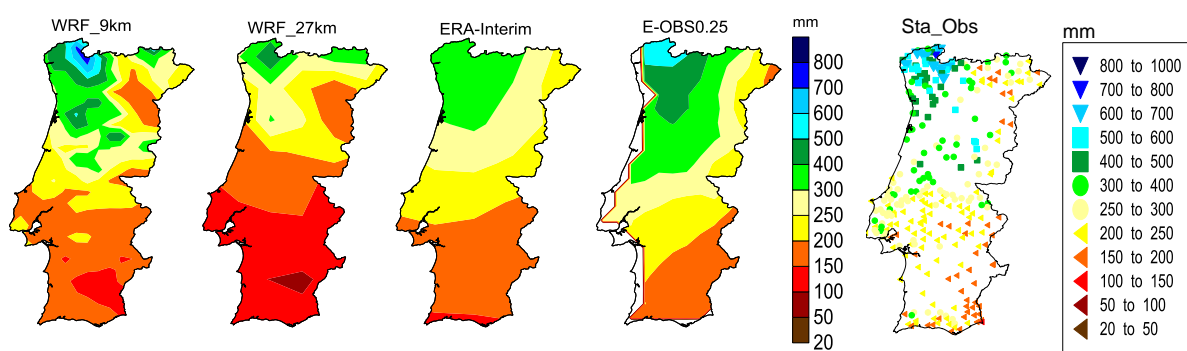 WRF_9km
WRF_27km
ERA-Interim
E-OBS0.25
mm
800
700
600
500
400
300
250
200
150
100
50
20
Sta_Obs
mm
800 to 1000
700 to 800
600 to 700
500 to 600
400 to 500
300 to 400
250 to 300
200 to 250
150 to 200
100 to 150
50 to 100
20 to 50